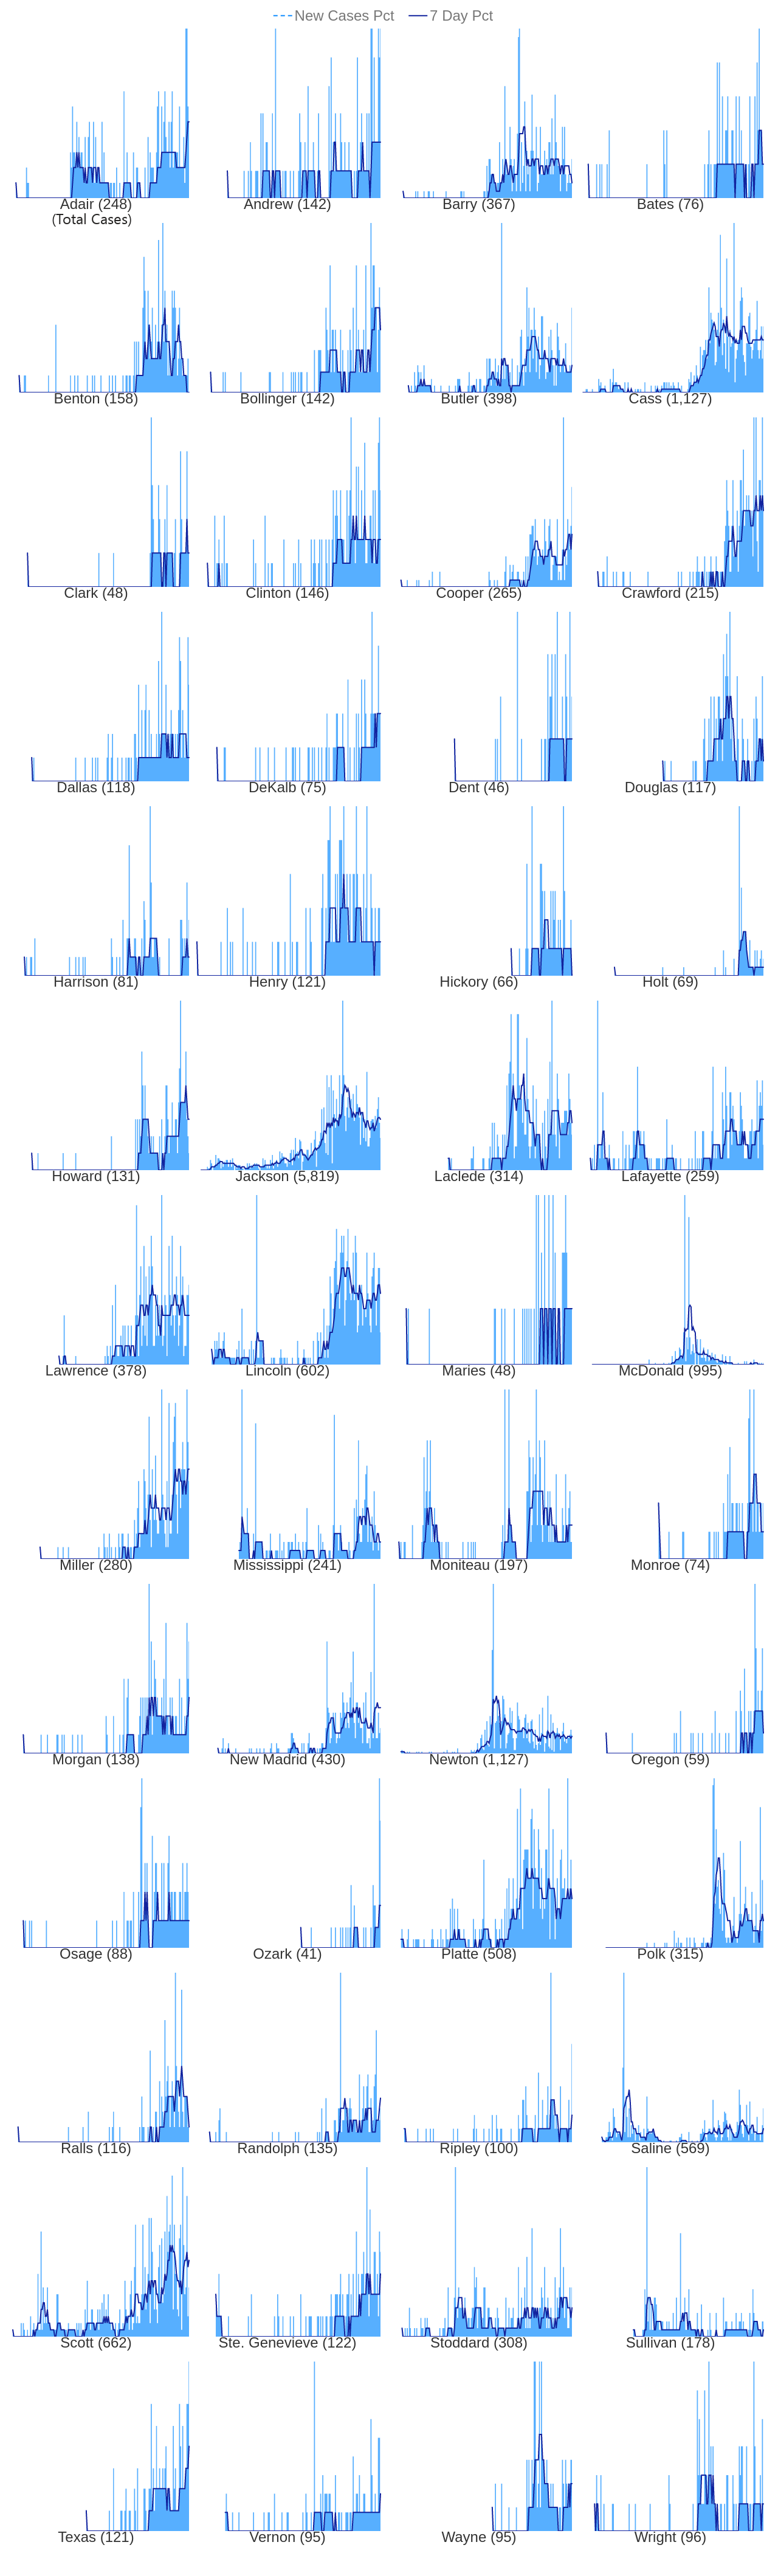 New Cases Pct 7 Day Pct
Adair (248) Andrew (142) Barry (367) Bates (76)
(Total Cases)
Benton (158) Bollinger (142) Butler (398) Cass (1,127)
Clark (48) Clinton (146) Cooper (265) Crawford (215)
Dallas (118) DeKalb (75) Dent (46) Douglas (117)
Harrison (81) Henry (121) Hickory (66) Holt (69)
Howard (131) Jackson (5,819) Laclede (314) Lafayette (259)
Lawrence (378) Lincoln (602) Maries (48) McDonald (995)
Miller (280) Mississippi (241) Moniteau (197) Monroe (74)
Morgan (138) New Madrid (430) Newton (1,127) Oregon (59)
Osage (88) Ozark (41) Platte (508) Polk (315)
Ralls (116) Randolph (135) Ripley (100) Saline (569)
Scott (662) Ste. Genevieve (122) Stoddard (308) Sullivan (178)
Texas (121) Vernon (95) Wayne (95) Wright (96)